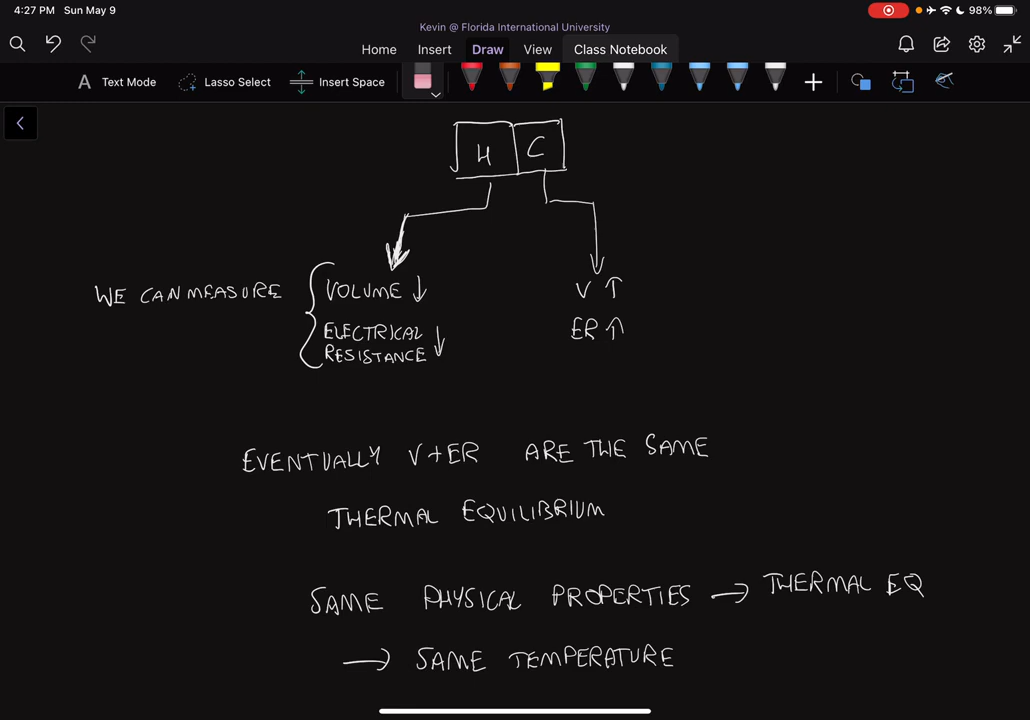 4:27 PM Sun May 9
98%
Kevin @ Florida International University
Home Insert Draw View Class Notebook
A Text Mode Lasso Select Insert Space
H C
WE CAN MEASURE
VOLUME ↓ V ↑
ELECTRICAL ER ↑
RESISTANCE ↓
EVENTUALLY V + ER ARE THE SAME
THERMAL EQUILIBRIUM
SAME PHYSICAL PROPERTIES → THERMAL EQ
→ SAME TEMPERATURE